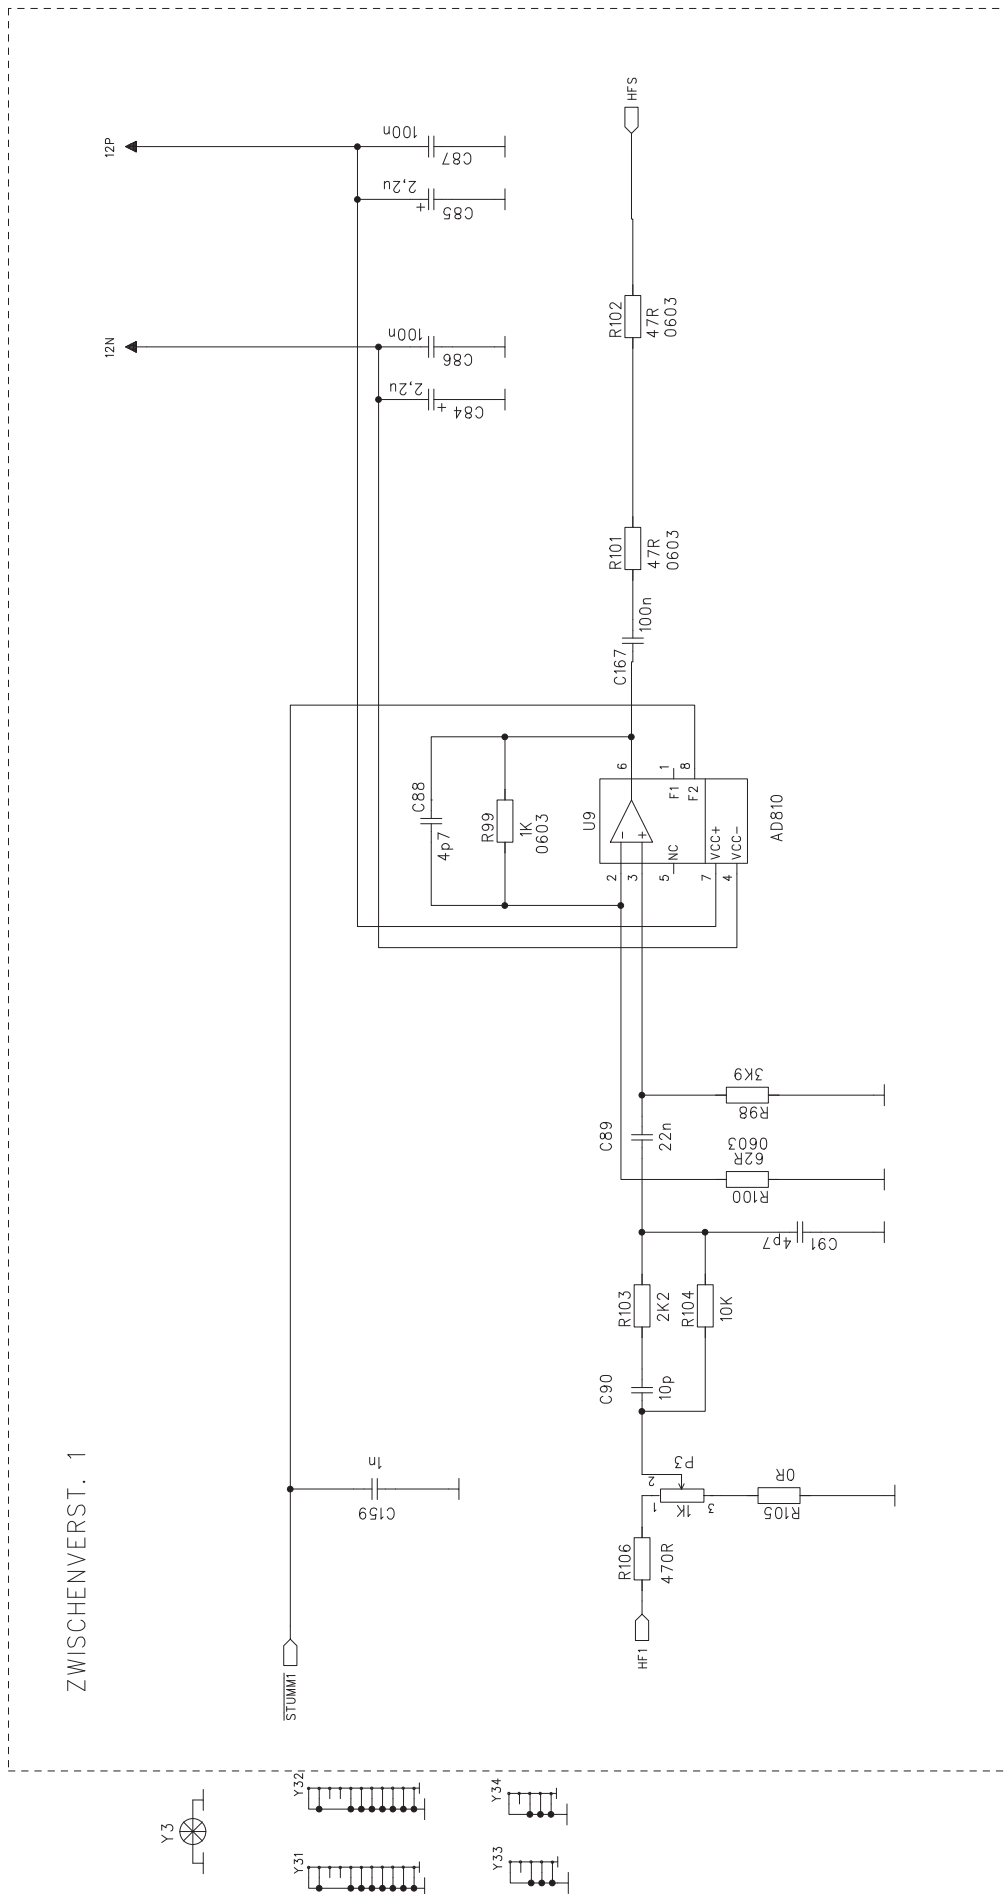 ZWISCHENVERST. 1
12P
100n
C87
2,2u
+
C85
HFS
12N
100n
C86
2,2u
+
C84
R102
47R
0603
R101
47R
0603
C167
100n
C88
4p7
R99
1K
0603
U9
6
1
8
F1
F2
-
+
NC
VCC+
VCC-
2
3
5
7
4
AD810
3K9
R98
C89
22n
62R
0603
R100
4p7
C91
R103
2K2
R104
10K
C90
10p
1n
C159
P3
1
2
3
1K
0R
R105
R106
470R
STUMM1
HF1
Y3
Y32
Y34
Y31
Y33